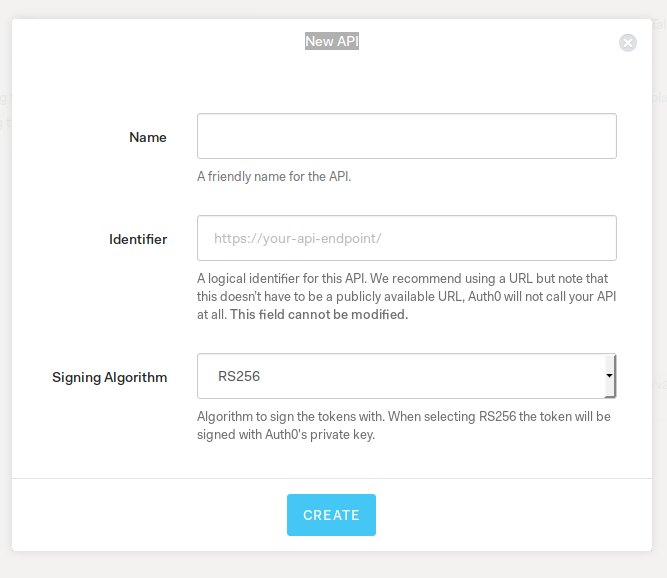 New API
Name
A friendly name for the API.
Identifier
https://your-api-endpoint/
A logical identifier for this API. We recommend using a URL but note that
this doesn't have to be a publicly available URL, Auth0 will not call your API
at all. This field cannot be modified.
Signing Algorithm
RS256
Algorithm to sign the tokens with. When selecting RS256 the token will be
signed with Auth0's private key.
CREATE